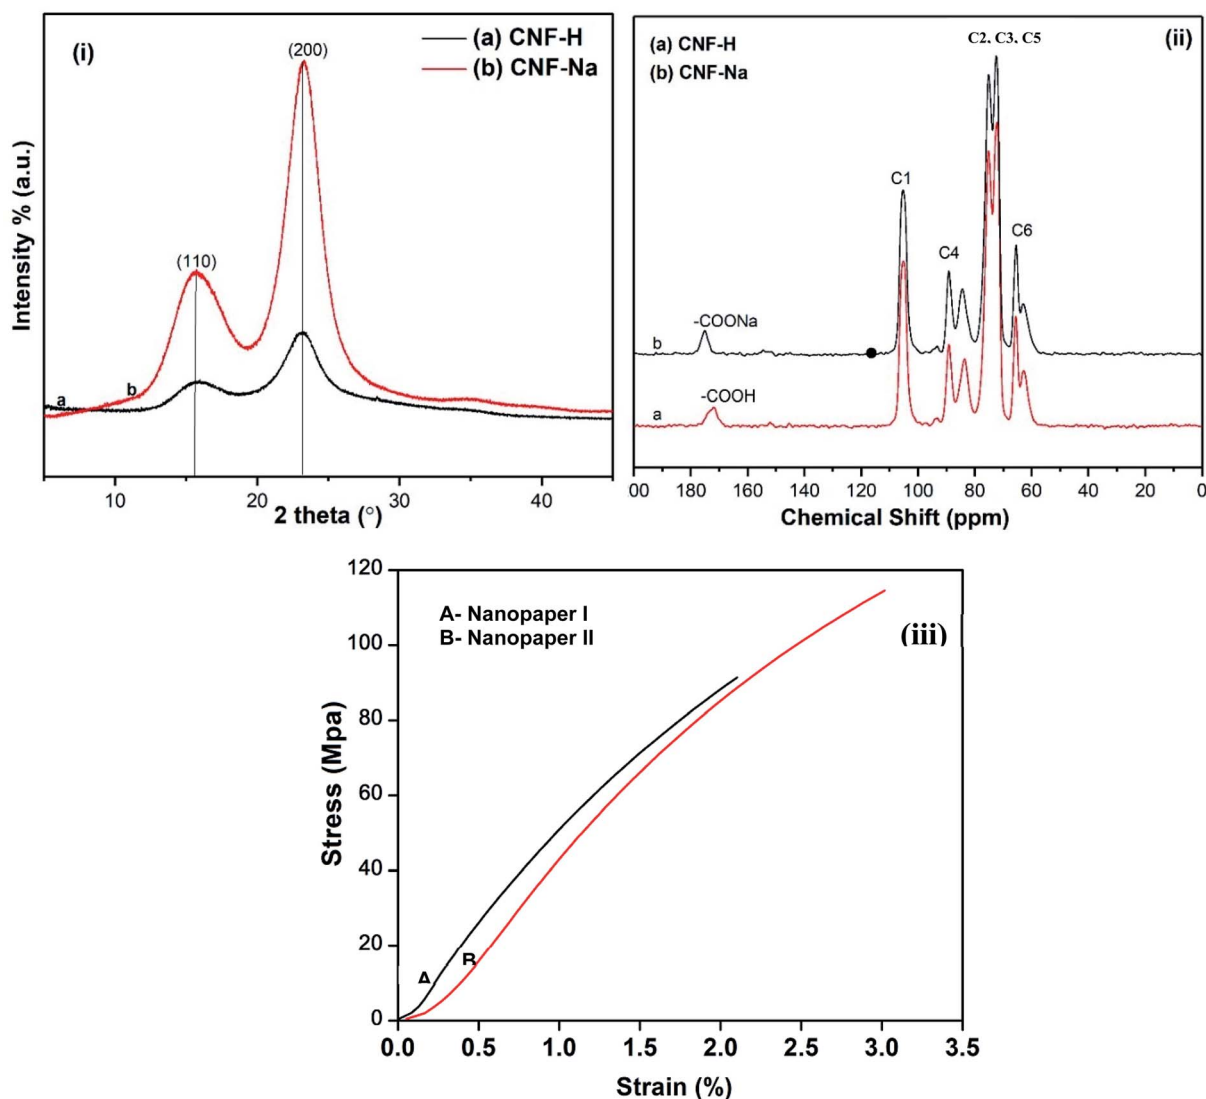 (i)
(a) CNF-H
(b) CNF-Na
(200)
(110)
a
b
Intensity % (a.u.)
10
20
30
40
2 theta (°)
(a) CNF-H
(b) CNF-Na
C2, C3, C5
(ii)
C1
C4
C6
-COONa
b
-COOH
a
00
180
160
140
120
100
80
60
40
20
0
Chemical Shift (ppm)
120
100
80
60
40
20
0
Stress (Mpa)
A- Nanopaper I
B- Nanopaper II
(iii)
A
B
0.0
0.5
1.0
1.5
2.0
2.5
3.0
3.5
Strain (%)